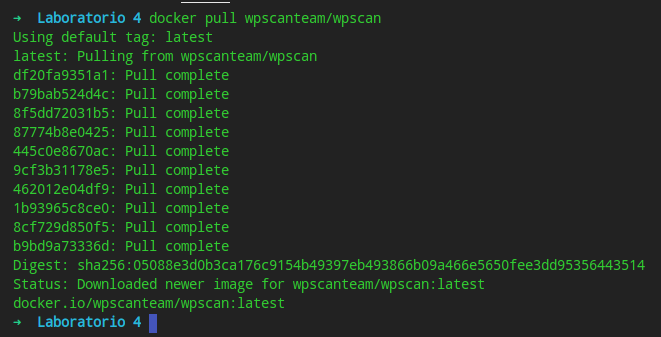 → Laboratorio 4 docker pull wpscanteam/wpscan
Using default tag: latest
latest: Pulling from wpscanteam/wpscan
df20fa9351a1: Pull complete
b79bab524d4c: Pull complete
8f5dd72031b5: Pull complete
87774b8e0425: Pull complete
445c0e8670ac: Pull complete
9cf3b31178e5: Pull complete
462012e04df9: Pull complete
1b93965c8ce0: Pull complete
8cf729d850f5: Pull complete
b9bd9a73336d: Pull complete
Digest: sha256:05088e3d0b3ca176c9154b49397eb493866b09a466e5650fee3dd95356443514
Status: Downloaded newer image for wpscanteam/wpscan:latest
docker.io/wpscanteam/wpscan:latest
→ Laboratorio 4